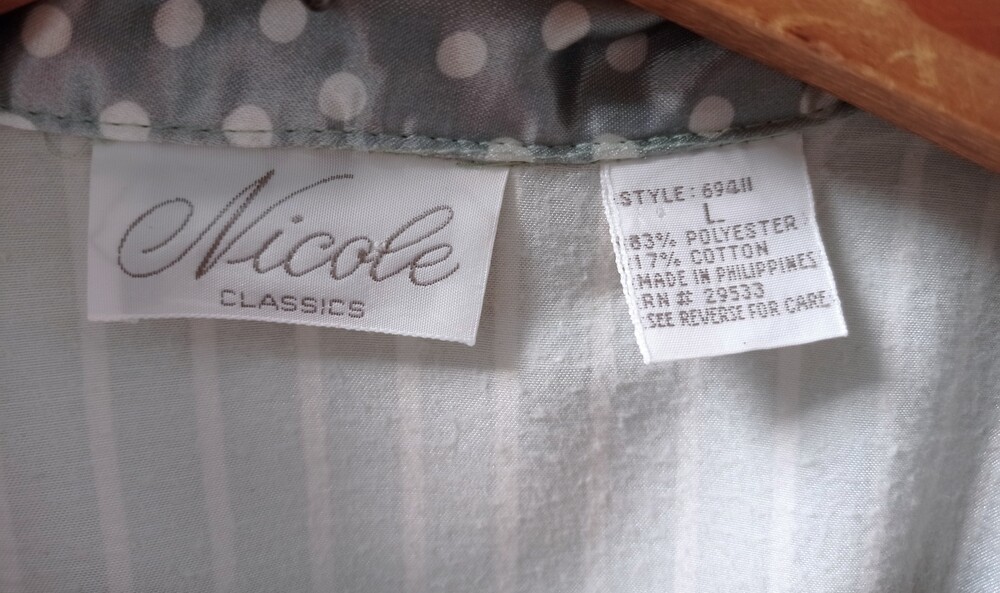 Nicole
CLASSICS
STYLE: 69411
L
83% POLYESTER
17% COTTON
MADE IN PHILIPPINES
RN # 29533
SEE REVERSE FOR CARE